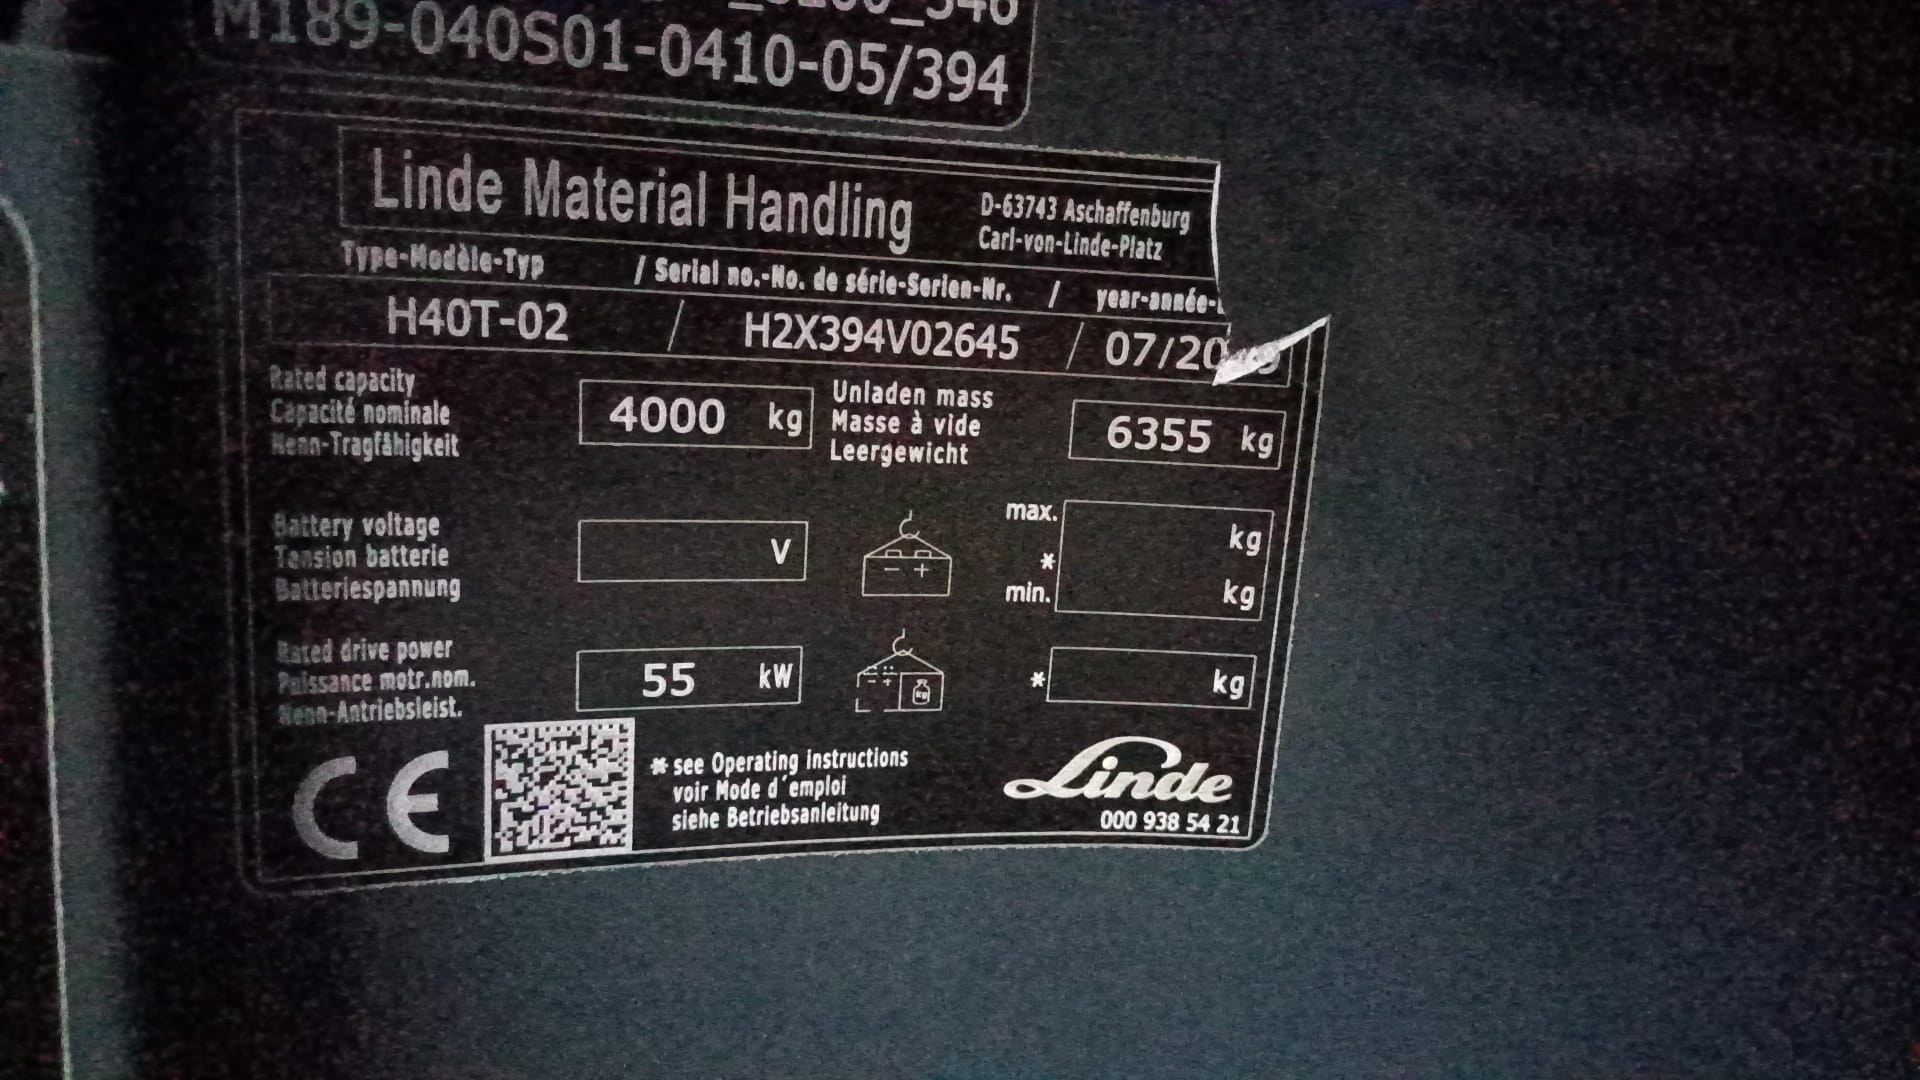 M189-040S01-0410-05/394
Linde Material Handling
D-63743 Aschaffenburg
Carl-von-Linde-Platz
Type-Modèle-Typ / Serial no.-No. de série-Serien-Nr. / year-année-
H40T-02 / H2X394V02645 / 07/20
Rated capacity
Capacité nominale
Nenn-Tragfähigkeit
4000 kg
Unladen mass
Masse à vide
Leergewicht
6355 kg
Battery voltage
Tension batterie
Batteriespannung
V
- +
max. kg
*
min. kg
Rated drive power
Puissance motr.nom.
Nenn-Antriebsleist.
55 kW
- +
kg
* kg
CE
* see Operating instructions
voir Mode d´emploi
siehe Betriebsanleitung
Linde
000 938 54 21